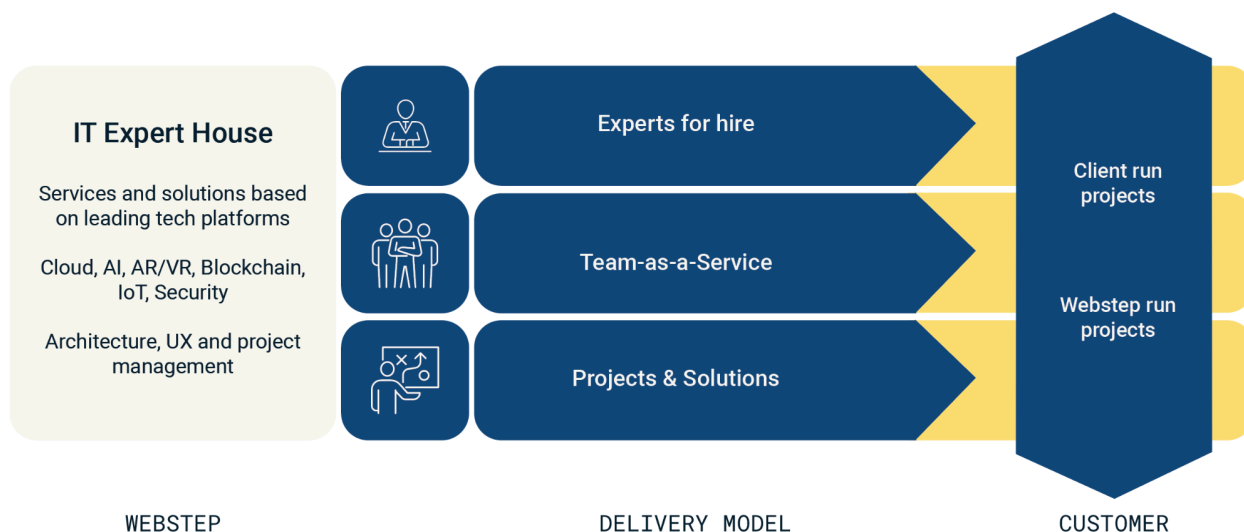 IT Expert House
Services and solutions based
on leading tech platforms
Cloud, AI, AR/VR, Blockchain,
IoT, Security
Architecture, UX and project
management
Experts for hire
Team-as-a-Service
Projects & Solutions
Client run
projects
Webstep run
projects
WEBSTEP
DELIVERY MODEL
CUSTOMER